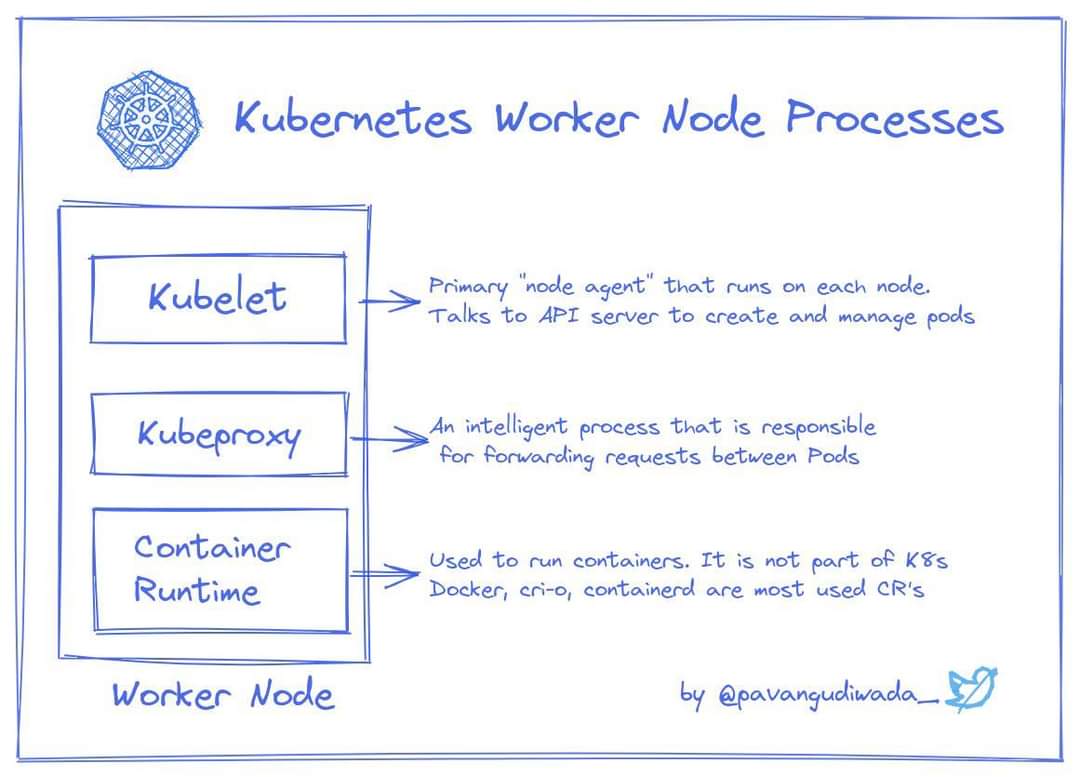 Kubernetes Worker Node Processes
Kubelet
Primary "node agent" that runs on each node.
Talks to API server to create and manage pods
Kubeproxy
An intelligent process that is responsible
for forwarding requests between Pods
Container
Runtime
Used to run containers. It is not part of K8s
Docker, cri-o, containerd are most used CR's
Worker Node
by @pavangudiwada_